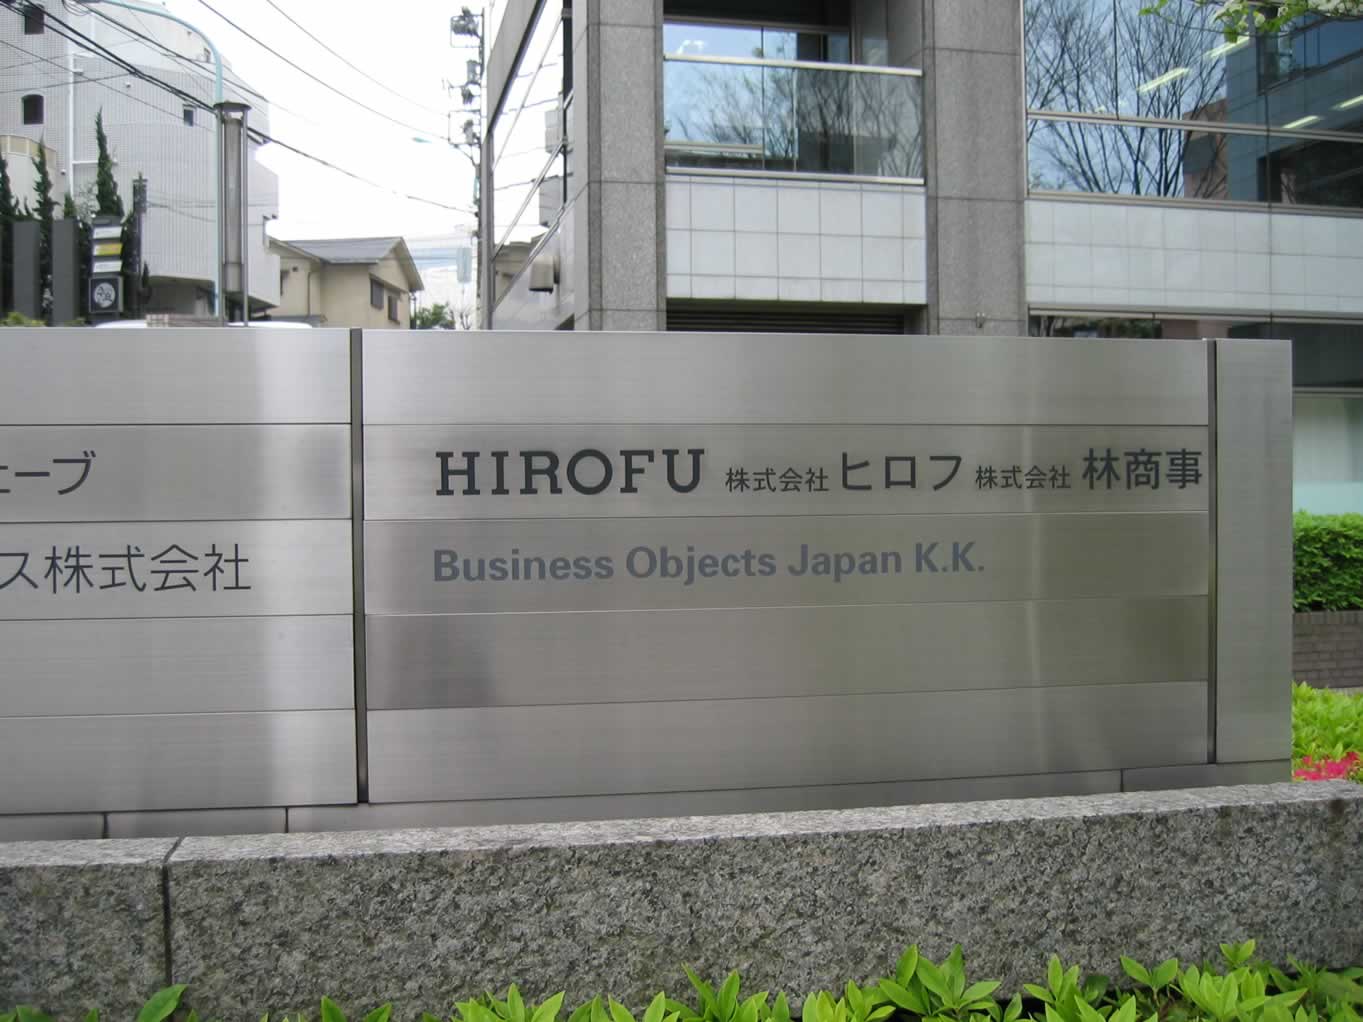 ェーブ
HIROFU 株式会社 ヒロフ 株式会社 林商事
ス株式会社
Business Objects Japan K.K.